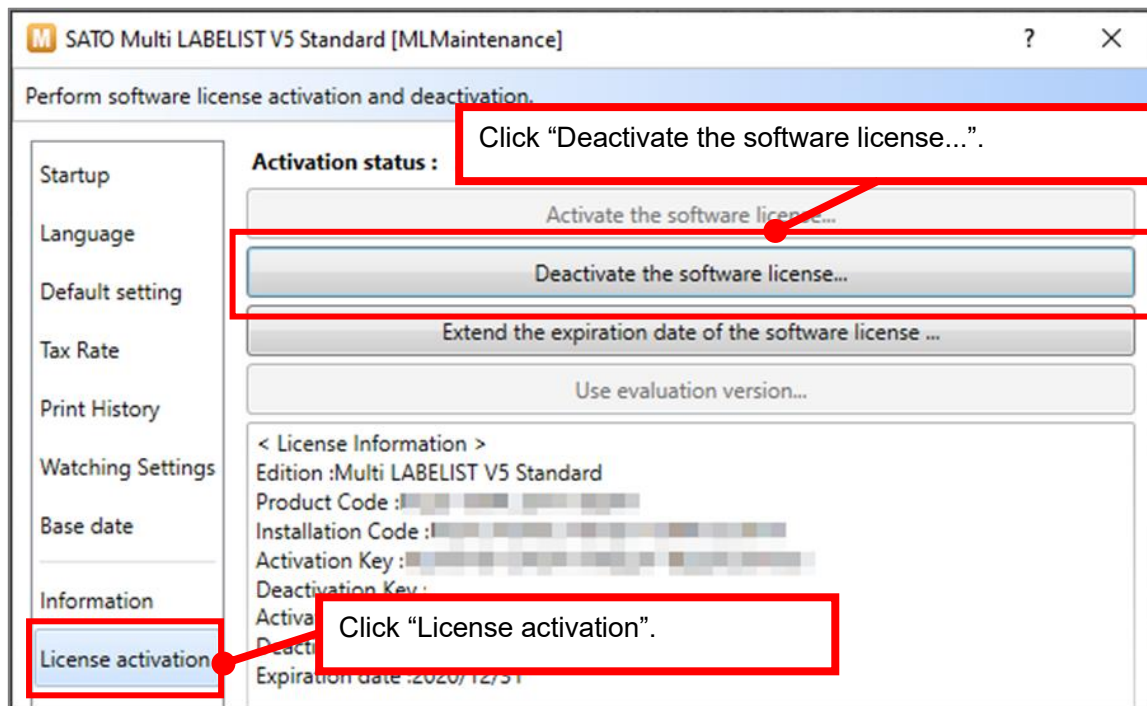 M SATO Multi LABELIST V5 Standard [MLMaintenance] ?
Perform software license activation and deactivation.
Click “Deactivate the software license...”.
Startup
Language
Default setting
Tax Rate
Print History
Watching Settings
Base date
Information
License activation
Activation status :
Activate the software license...
Deactivate the software license...
Extend the expiration date of the software license ...
Use evaluation version...
< License Information >
Edition :Multi LABELIST V5 Standard
Product Code :
Installation Code :
Activation Key :
Deactivation Key :
Click “License activation”.
Expiration date :2020/12/31